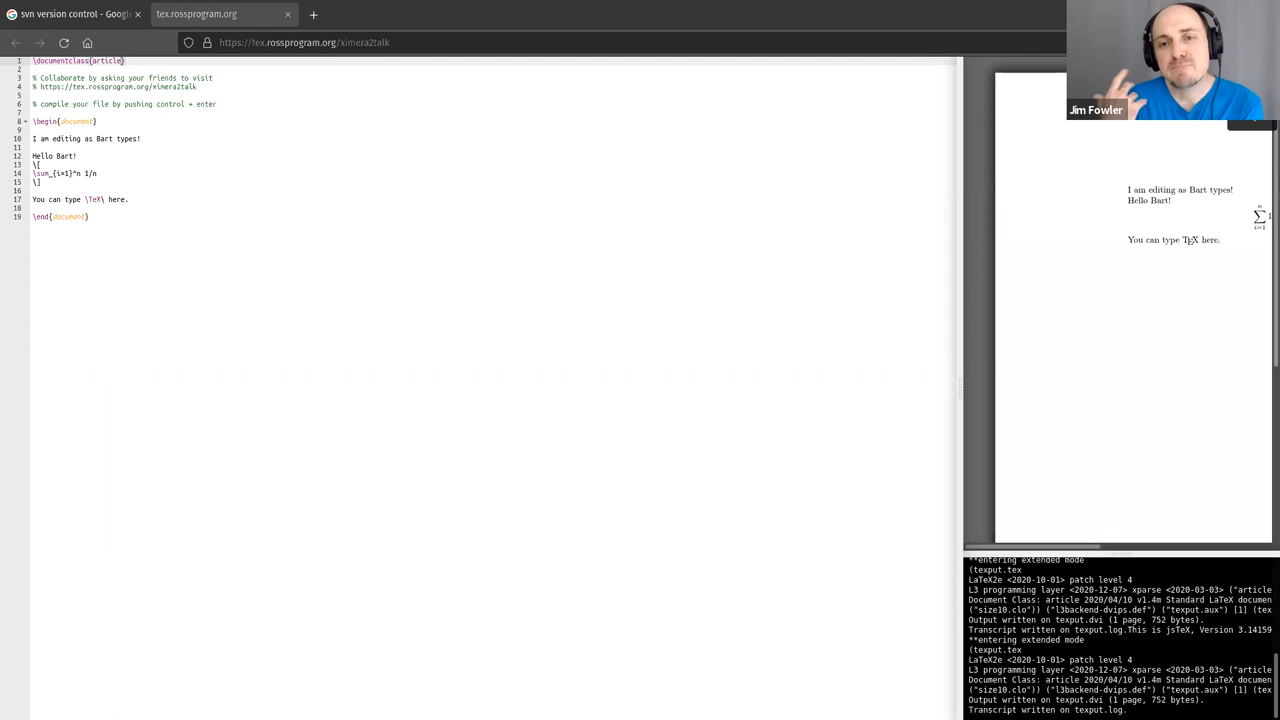 svn version control - Google
tex.rossprogram.org
https://tex.rossprogram.org/ximera2talk
Jim Fowler
1 \documentclass{article}
2
3 % Collaborate by asking your friends to visit
4 % https://tex.rossprogram.org/ximera2talk
5
6 % compile your file by pushing control + enter
7
8 \begin{document}
9
10 I am editing as Bart types!
11
12 Hello Bart!
13 \[
14 \sum_{i=1}^n 1/n
15 \]
16
17 You can type \TeX\ here.
18
19 \end{document}
I am editing as Bart types!
Hello Bart!
n
∑ 1
i=1
You can type TEX here.
**entering extended mode
(texput.tex
LaTeX2e <2020-10-01> patch level 4
L3 programming layer <2020-12-07> xparse <2020-03-03> ("article
Document Class: article 2020/04/10 v1.4m Standard LaTeX documen
("size10.clo")) ("l3backend-dvips.def") ("texput.aux") [1] (tex
Output written on texput.dvi (1 page, 752 bytes).
Transcript written on texput.log.This is jsTeX, Version 3.14159
**entering extended mode
(texput.tex
LaTeX2e <2020-10-01> patch level 4
L3 programming layer <2020-12-07> xparse <2020-03-03> ("article
Document Class: article 2020/04/10 v1.4m Standard LaTeX documen
("size10.clo")) ("l3backend-dvips.def") ("texput.aux") [1] (tex
Output written on texput.dvi (1 page, 752 bytes).
Transcript written on texput.log.